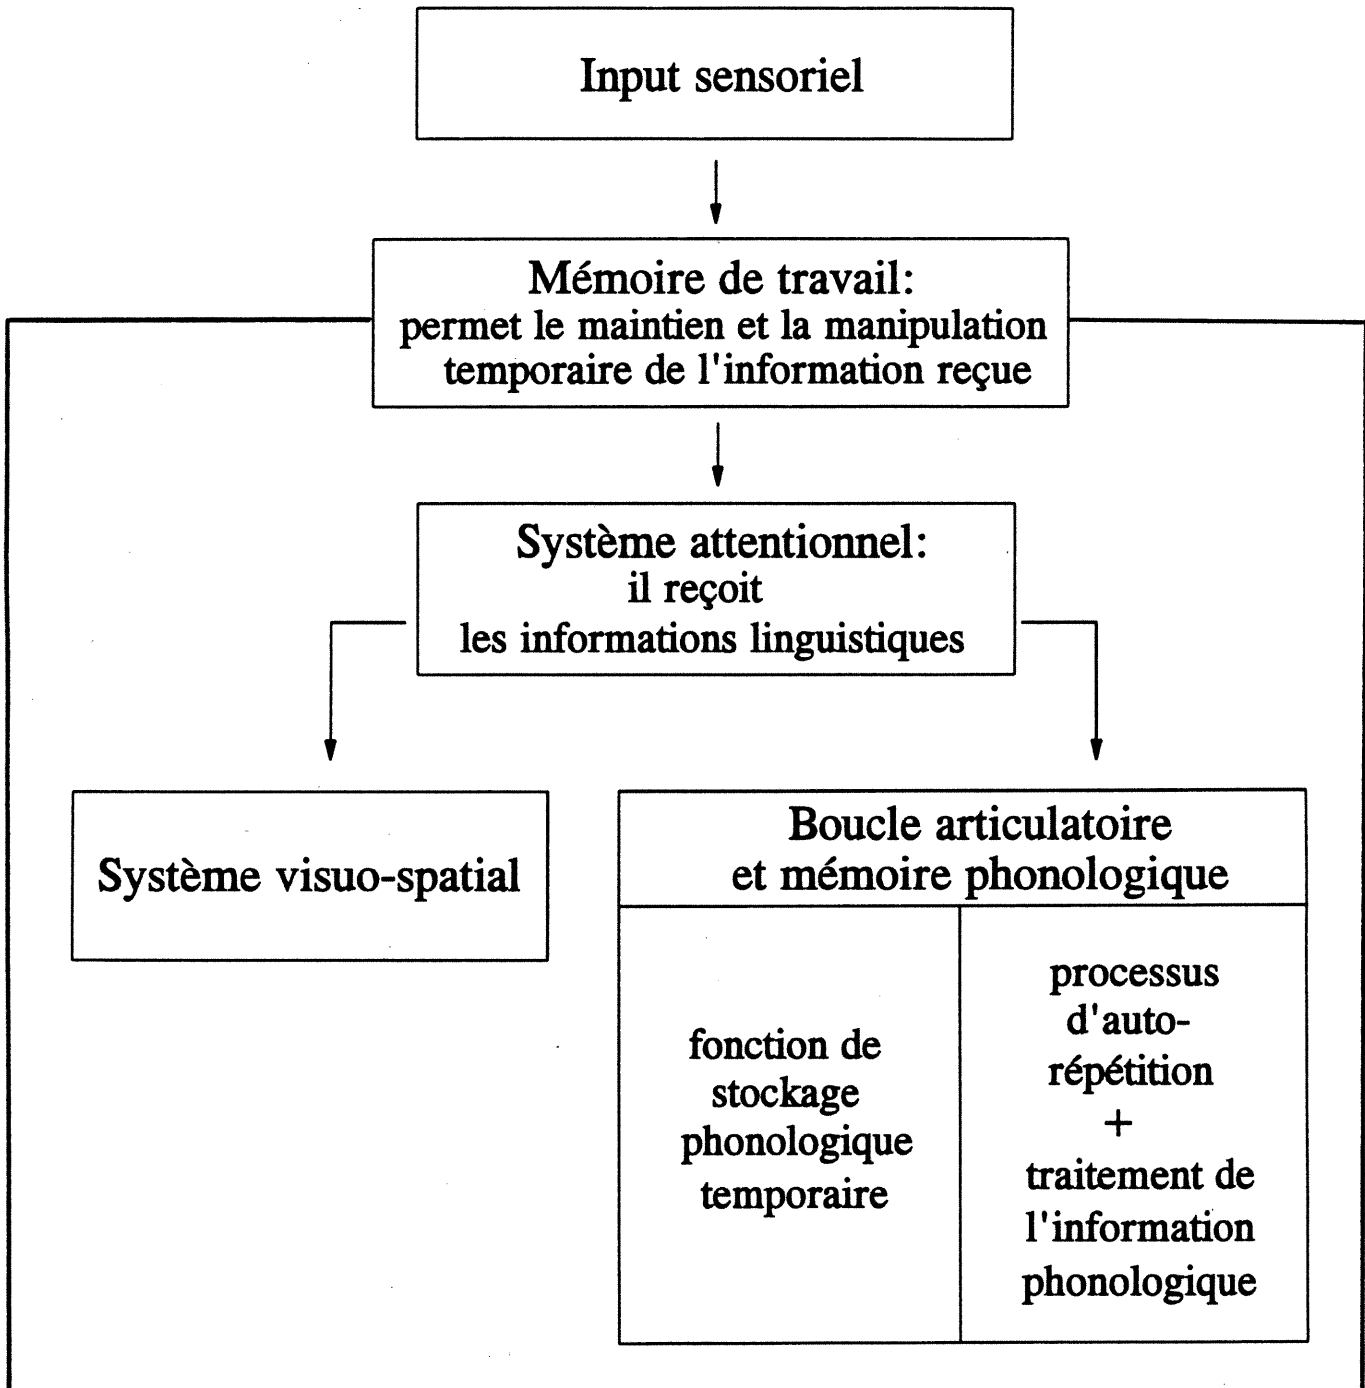 Input sensoriel
Mémoire de travail:
permet le maintien et la manipulation
temporaire de l'information reçue
Système attentionnel:
il reçoit
les informations linguistiques
Système visuo-spatial
Boucle articulatoire
et mémoire phonologique
fonction de
stockage
phonologique
temporaire
processus
d'auto-
répétition
+
traitement de
l'information
phonologique